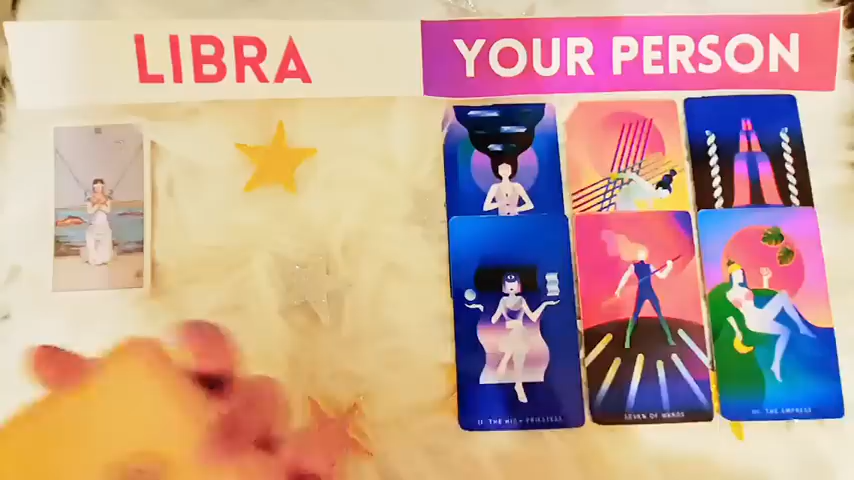 LIBRA
YOUR PERSON
II. THE HIGH PRIESTESS
SEVEN OF WANDS
III. THE EMPRESS